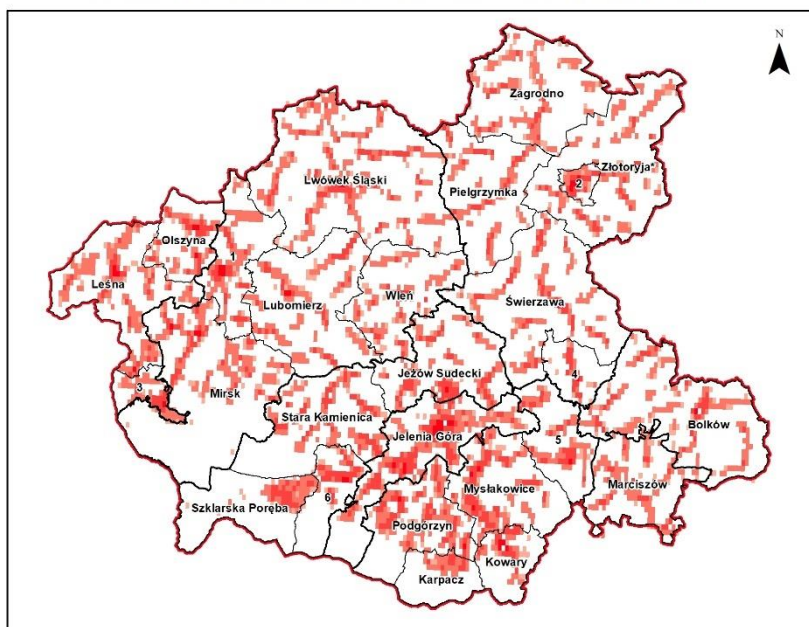 N
Zagrodno
Złotoryja*
Lwówek Śląski
Pielgrzymka
2
Olszyna
1
Leśna
Lubomierz
Wleń
Świerzawa
Jeżów Sudecki
4
3
Mirsk
Stara Kamienica
Bolków
Jelenia Góra
5
Mysłakowice
Marciszów
6
Szklarska Poręba
Podgórzyn
Kowary
Karpacz